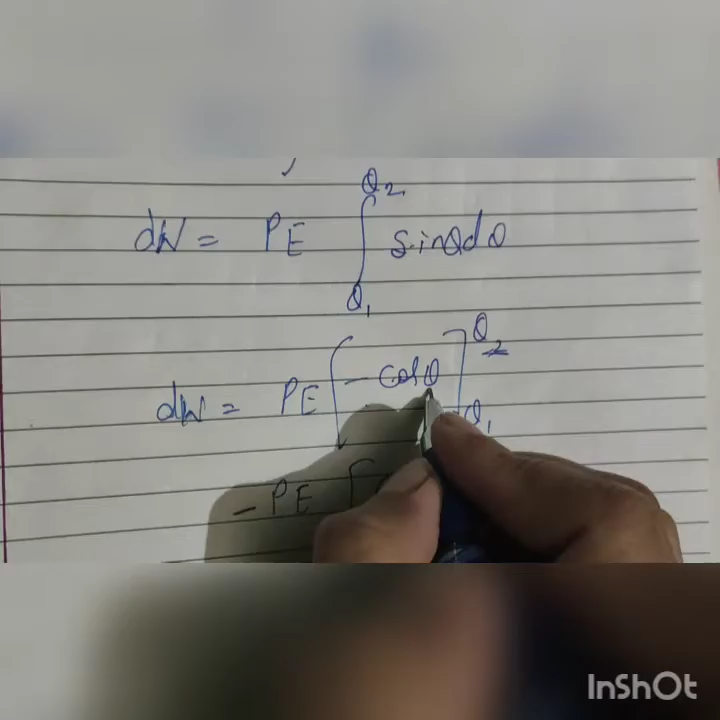 θ2
dW = PE ∫ sinθdθ
θ1
dW = PE [-cosθ]
θ2
θ1
-PE [
InShOt